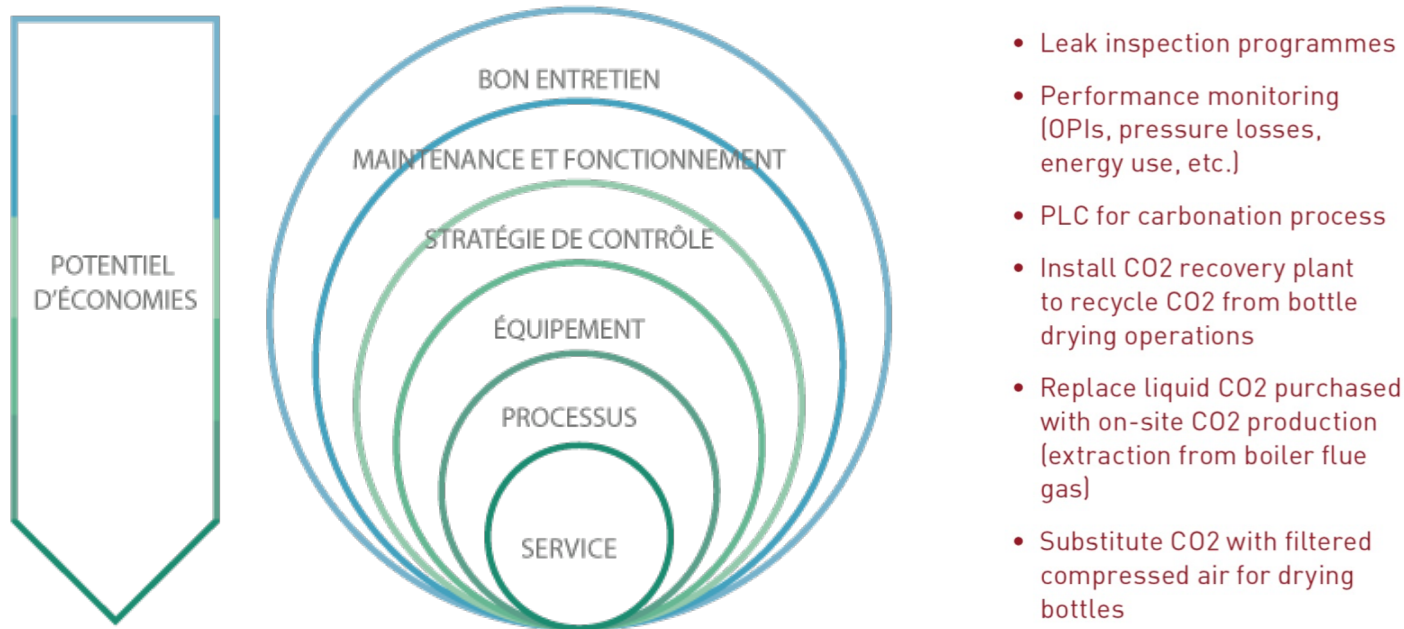 POTENTIEL
D'ÉCONOMIES
BON ENTRETIEN
MAINTENANCE ET FONCTIONNEMENT
STRATÉGIE DE CONTRÔLE
ÉQUIPEMENT
PROCESSUS
SERVICE
• Leak inspection programmes
• Performance monitoring
(OPIs, pressure losses,
energy use, etc.)
• PLC for carbonation process
• Install CO2 recovery plant
to recycle CO2 from bottle
drying operations
• Replace liquid CO2 purchased
with on-site CO2 production
(extraction from boiler flue
gas)
• Substitute CO2 with filtered
compressed air for drying
bottles